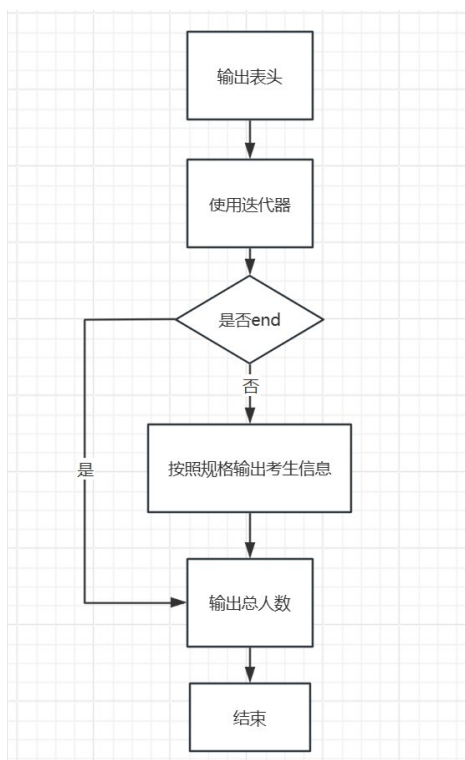 输出表头
使用迭代器
是否end
否
按照规格输出考生信息
是
输出总人数
结束